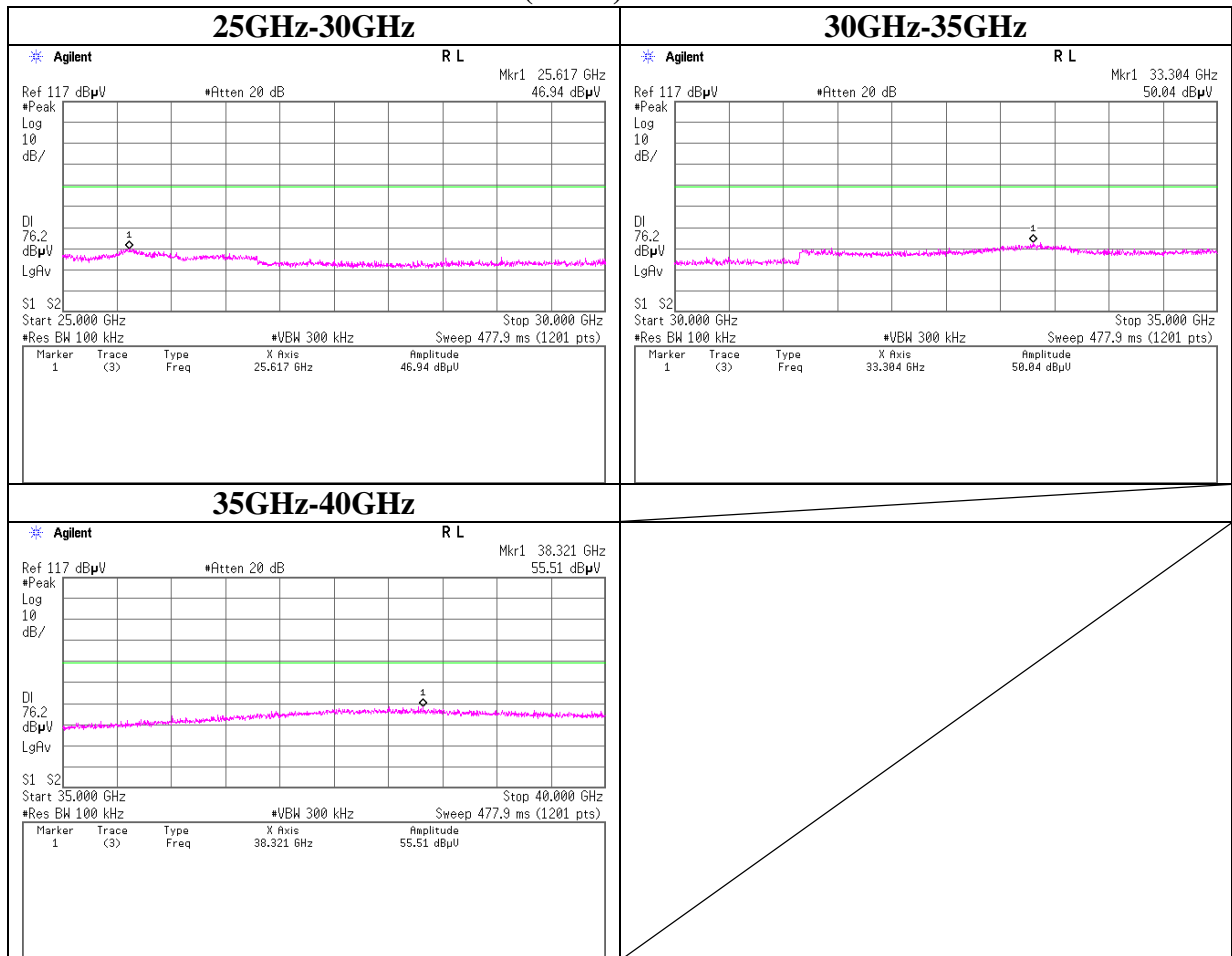 25GHz-30GHz
Agilent R L
Mkr1 25.617 GHz
Ref 117 dBµV #Atten 20 dB 46.94 dBµV
#Peak
Log
10
dB/
DI
76.2
dBµV
LgAv
1
S1 S2
Start 25.000 GHz Stop 30.000 GHz
#Res BW 100 kHz #VBW 300 kHz Sweep 477.9 ms (1201 pts)
Marker Trace Type X Axis Amplitude
1 (3) Freq 25.617 GHz 46.94 dBµV
30GHz-35GHz
Agilent R L
Mkr1 33.304 GHz
Ref 117 dBµV #Atten 20 dB 50.04 dBµV
#Peak
Log
10
dB/
DI
76.2
dBµV
LgAv
1
S1 S2
Start 30.000 GHz Stop 35.000 GHz
#Res BW 100 kHz #VBW 300 kHz Sweep 477.9 ms (1201 pts)
Marker Trace Type X Axis Amplitude
1 (3) Freq 33.304 GHz 50.04 dBµV
35GHz-40GHz
Agilent R L
Mkr1 38.321 GHz
Ref 117 dBµV #Atten 20 dB 55.51 dBµV
#Peak
Log
10
dB/
DI
76.2
dBµV
LgAv
1
S1 S2
Start 35.000 GHz Stop 40.000 GHz
#Res BW 100 kHz #VBW 300 kHz Sweep 477.9 ms (1201 pts)
Marker Trace Type X Axis Amplitude
1 (3) Freq 38.321 GHz 55.51 dBµV